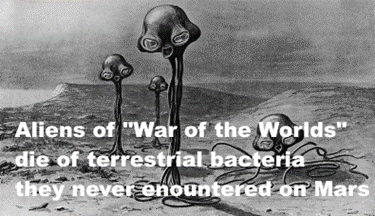 Aliens of "War of the Worlds"
die of terrestrial bacteria
they never enountered on Mars